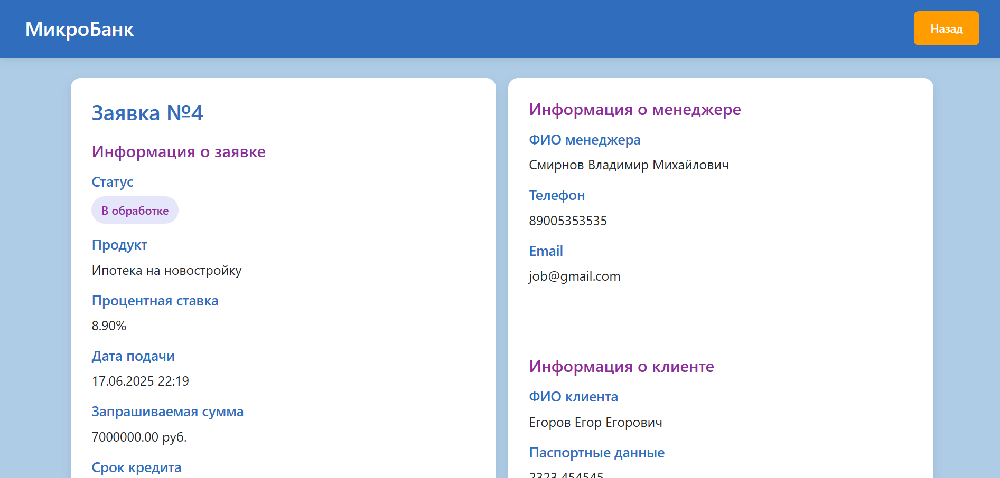 МикроБанк
Назад
Заявка №4
Информация о заявке
Статус
В обработке
Продукт
Ипотека на новостройку
Процентная ставка
8.90%
Дата подачи
17.06.2025 22:19
Запрашиваемая сумма
7000000.00 руб.
Срок кредита
Информация о менеджере
ФИО менеджера
Смирнов Владимир Михайлович
Телефон
89005353535
Email
job@gmail.com
Информация о клиенте
ФИО клиента
Егоров Егор Егорович
Паспортные данные
2323 454545